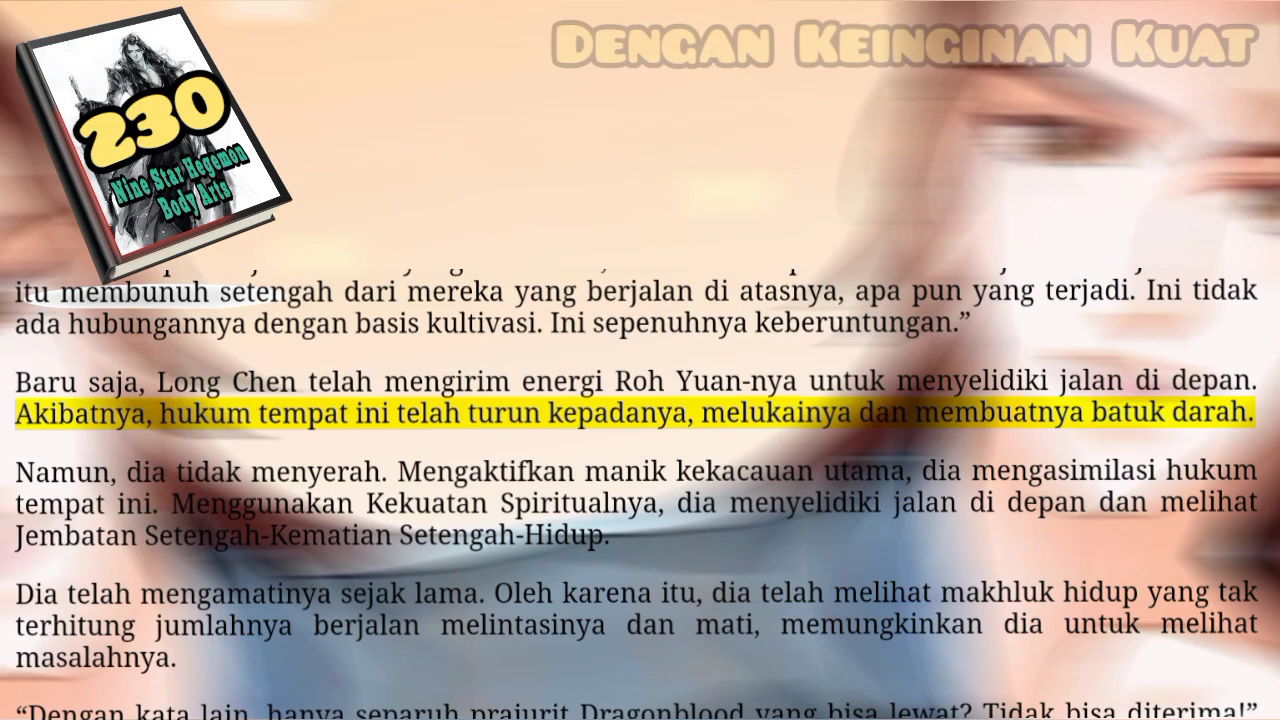 Dengan Keinginan Kuat
230
Nine Star Hegemon
Body Arts
itu membunuh setengah dari mereka yang berjalan di atasnya, apa pun yang terjadi. Ini tidak
ada hubungannya dengan basis kultivasi. Ini sepenuhnya keberuntungan.”
Baru saja, Long Chen telah mengirim energi Roh Yuan-nya untuk menyelidiki jalan di depan.
Akibatnya, hukum tempat ini telah turun kepadanya, melukainya dan membuatnya batuk darah.
Namun, dia tidak menyerah. Mengaktifkan manik kekacauan utama, dia mengasimilasi hukum
tempat ini. Menggunakan Kekuatan Spiritualnya, dia menyelidiki jalan di depan dan melihat
Jembatan Setengah-Kematian Setengah-Hidup.
Dia telah mengamatinya sejak lama. Oleh karena itu, dia telah melihat makhluk hidup yang tak
terhitung jumlahnya berjalan melintasinya dan mati, memungkinkan dia untuk melihat
masalahnya.
“Dengan kata lain, hanya separuh prajurit Dragonblood yang bisa lewat? Tidak bisa diterima!”